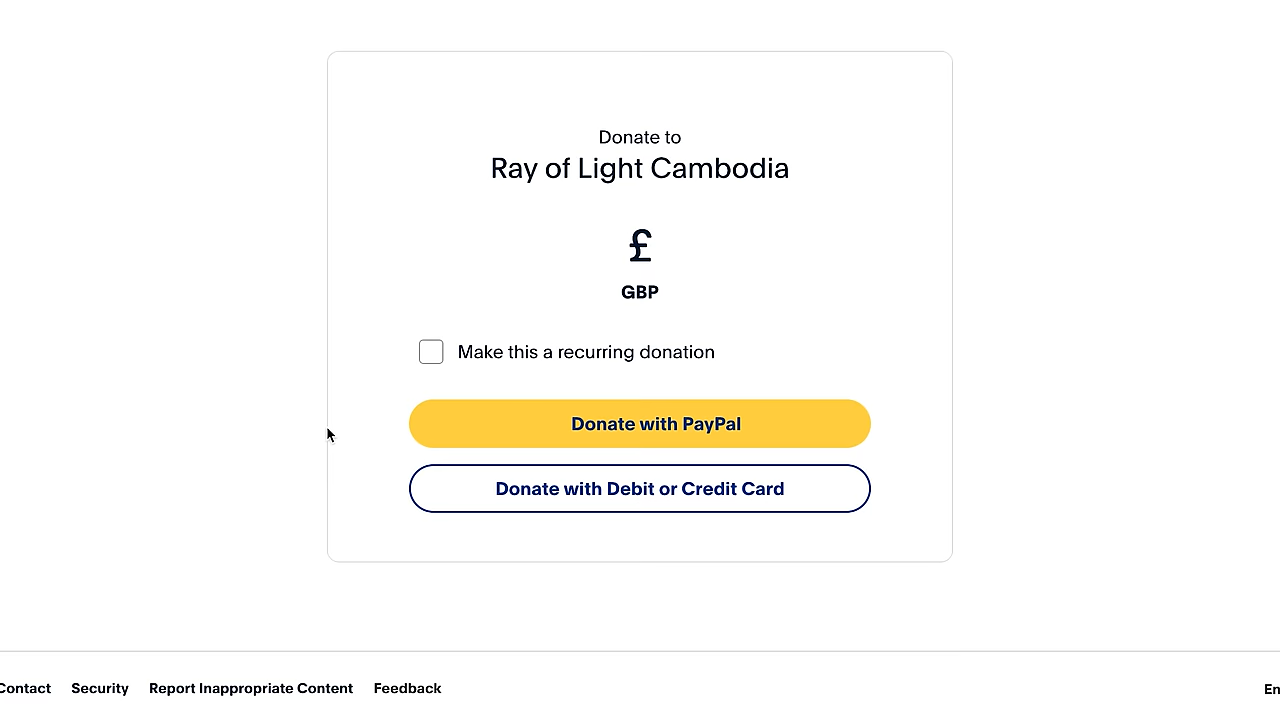 Donate to
Ray of Light Cambodia
£
GBP
Make this a recurring donation
Donate with PayPal
Donate with Debit or Credit Card
Contact Security Report Inappropriate Content Feedback
En